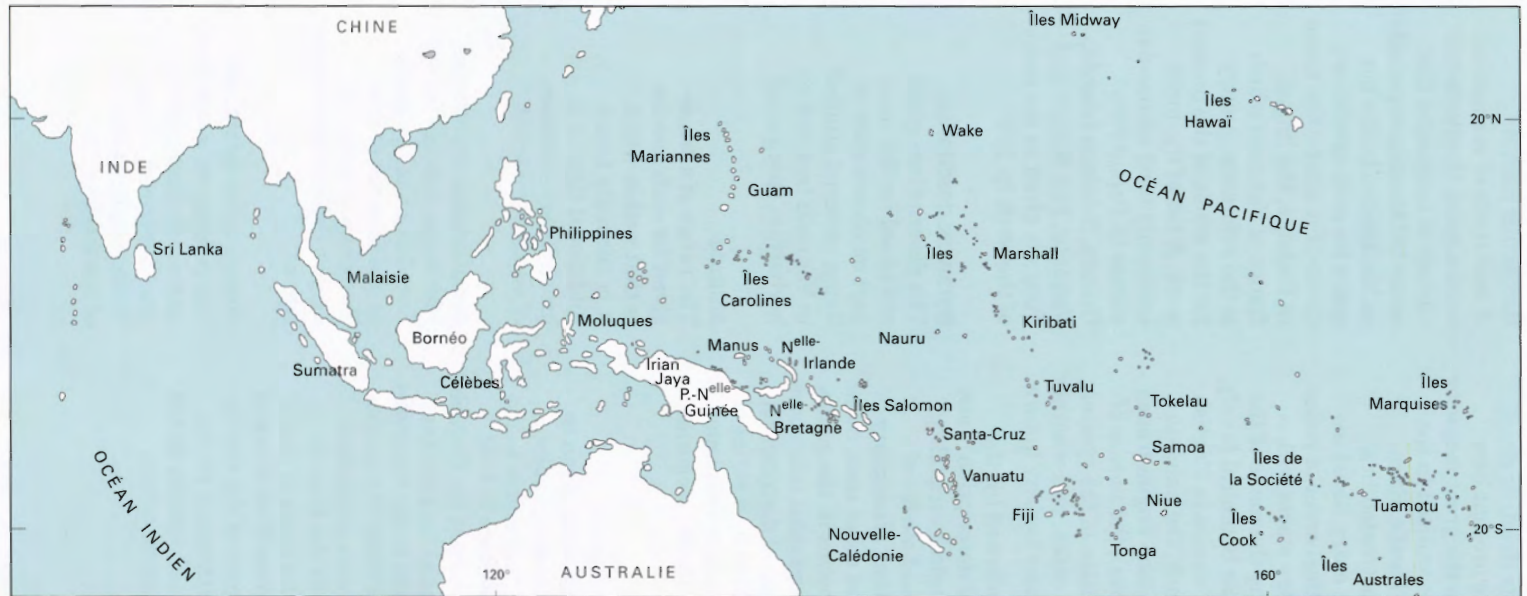 CHINE
Îles Midway
Îles
Hawaï
20°N
Wake
Îles
Mariannes
INDE
Guam
OCÉAN PACIFIQUE
Philippines
Sri Lanka
Îles
Marshall
Malaisie
Îles
Carolines
Moluques
Kiribati
Bornéo
Nauru
Manus
Nelle-
Irlande
Irian
Jaya
Sumatra
Célèbes
P.-Nelle-
Guinée
Tuvalu
Îles
Marquises
Nelle-
Bretagne
Îles Salomon
Tokelau
Santa-Cruz
Samoa
OCÉAN INDIEN
Vanuatu
Îles de
la Société
Fiji
Niue
Tuamotu
Îles
Cook
20°S
Nouvelle-
Calédonie
Tonga
Îles
Australes
120°
AUSTRALIE
160°